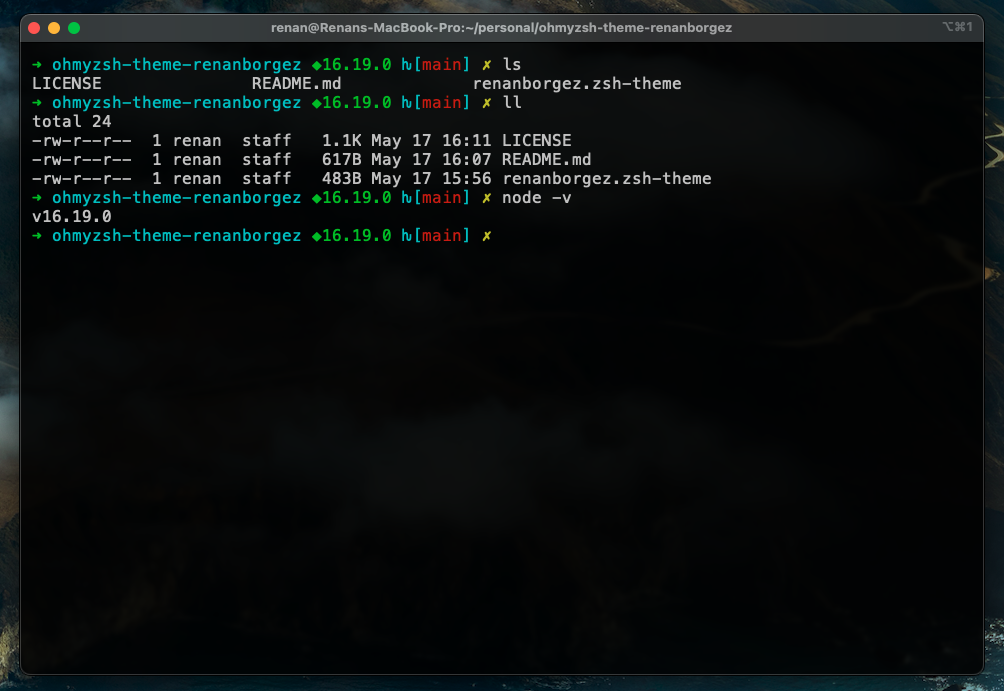 renan@Renans-MacBook-Pro:~/personal/ohmyzsh-theme-renanborgez ⌥⌘1
➜ ohmyzsh-theme-renanborgez ◆16.19.0 ꜧ[main] ✗ ls
LICENSE README.md renanborgez.zsh-theme
➜ ohmyzsh-theme-renanborgez ◆16.19.0 ꜧ[main] ✗ ll
total 24
-rw-r--r-- 1 renan staff 1.1K May 17 16:11 LICENSE
-rw-r--r-- 1 renan staff 617B May 17 16:07 README.md
-rw-r--r-- 1 renan staff 483B May 17 15:56 renanborgez.zsh-theme
➜ ohmyzsh-theme-renanborgez ◆16.19.0 ꜧ[main] ✗ node -v
v16.19.0
➜ ohmyzsh-theme-renanborgez ◆16.19.0 ꜧ[main] ✗